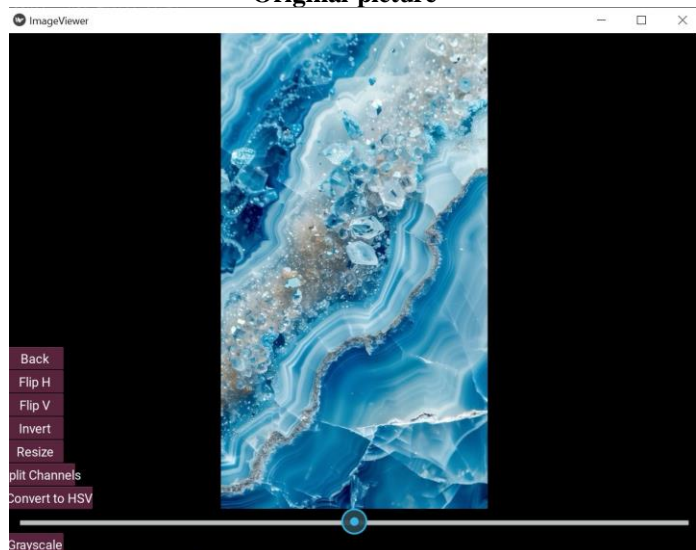 Original picture
ImageViewer
Back
Flip H
Flip V
Invert
Resize
plit Channels
Convert to HSV
Grayscale